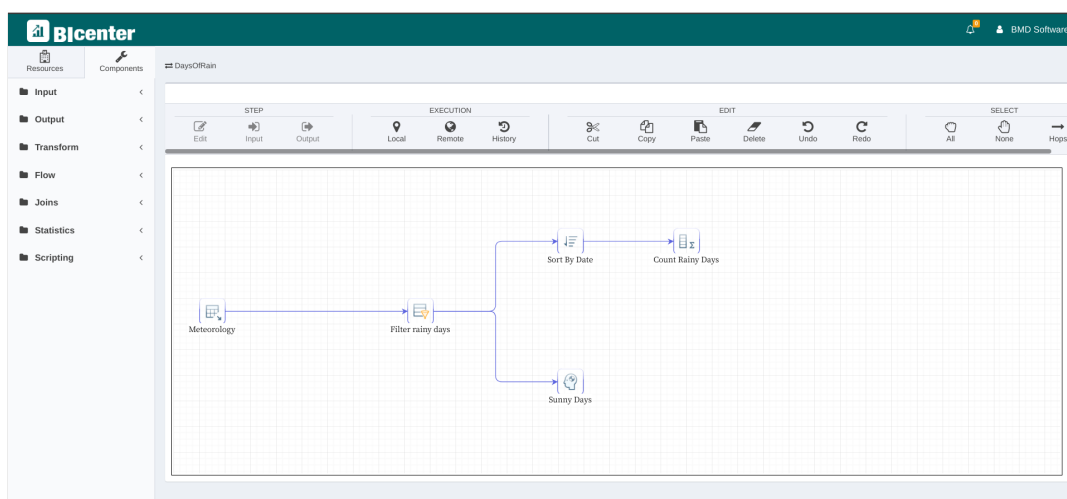 BIcenter
0
BMD Software
Resources
Components
DaysOfRain
Input
Output
Transform
Flow
Joins
Statistics
Scripting
STEP
EXECUTION
EDIT
SELECT
Edit
Input
Output
Local
Remote
History
Cut
Copy
Paste
Delete
Undo
Redo
All
None
Hops
Sort By Date
Count Rainy Days
Meteorology
Filter rainy days
Sunny Days